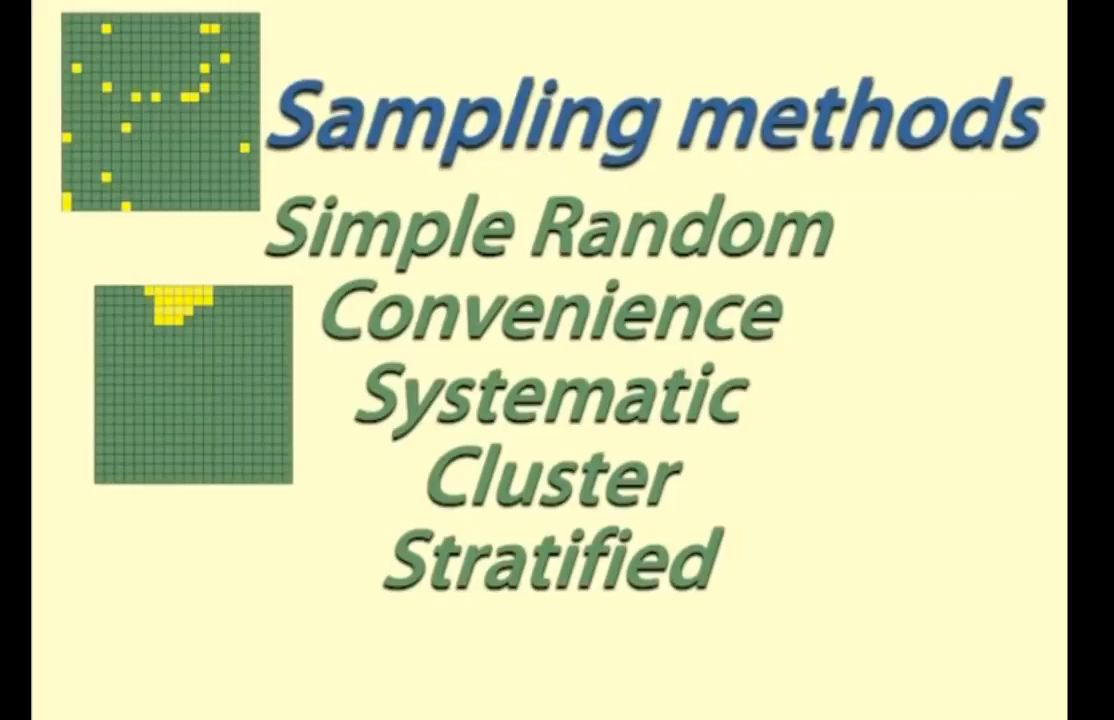 Sampling methods
Simple Random
Convenience
Systematic
Cluster
Stratified